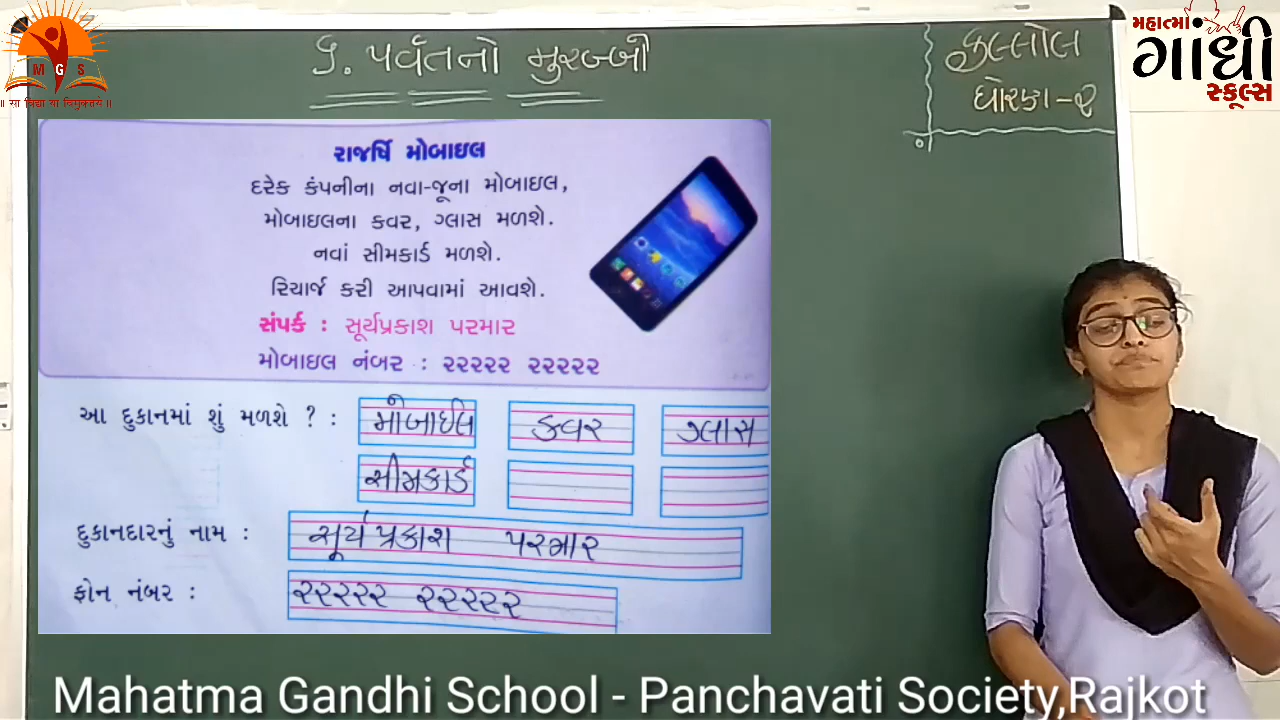 M G S
॥ सा विद्या या विमुक्तये ॥
૬. પર્વતનો મુરબ્બો
કલ્લોલ
ધોરણ-૨
મહાત્મા
ગાંધી
સ્કૂલ્સ
રાજર્ષિ મોબાઇલ
દરેક કંપનીના નવા-જૂના મોબાઇલ,
મોબાઇલના કવર, ગ્લાસ મળશે.
નવાં સીમકાર્ડ મળશે.
રિચાર્જ કરી આપવામાં આવશે.
સંપર્ક : સૂર્યપ્રકાશ પરમાર
મોબાઇલ નંબર : ૨૨૨૨૨ ૨૨૨૨૨
આ દુકાનમાં શું મળશે ? : મોબાઈલ કવર ગ્લાસ
સીમકાર્ડ
દુકાનદારનું નામ : સૂર્યપ્રકાશ પરમાર
ફોન નંબર : ૨૨૨૨૨ ૨૨૨૨૨
Mahatma Gandhi School - Panchavati Society,Rajkot